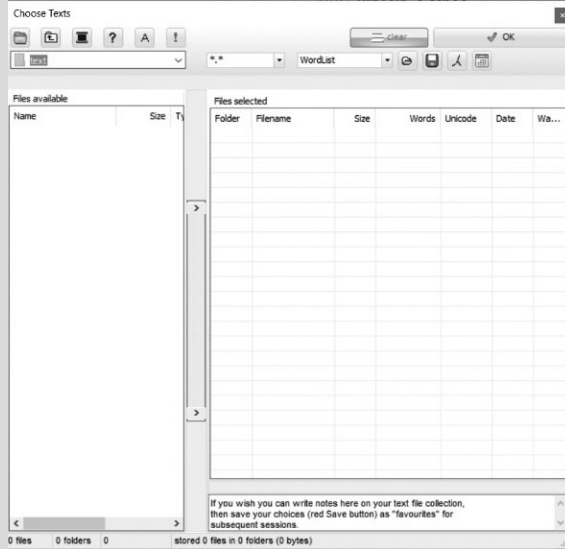 Choose Texts
? A !
clear
OK
text
*.*
WordList
Files available
Files selected
Name Size Ty
Folder Filename Size Words Unicode Date Wa...
If you wish you can write notes here on your text file collection,
then save your choices (red Save button) as "favourites" for
subsequent sessions.
0 files 0 folders 0 stored 0 files in 0 folders (0 bytes)